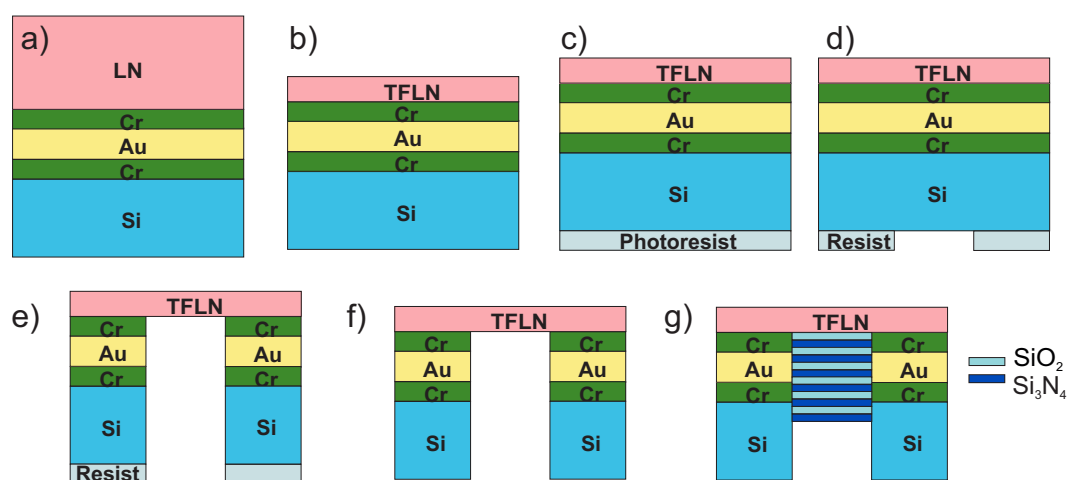 a)
LN
Cr
Au
Cr
Si
b)
TFLN
Cr
Au
Cr
Si
c)
TFLN
Cr
Au
Cr
Si
Photoresist
d)
TFLN
Cr
Au
Cr
Si
Resist
e)
TFLN
Cr Cr
Au Au
Cr Cr
Si Si
Resist
f)
TFLN
Cr Cr
Au Au
Cr Cr
Si Si
g)
TFLN
Cr Cr
Au Au
Cr Cr
Si Si
SiO₂
Si₃N₄